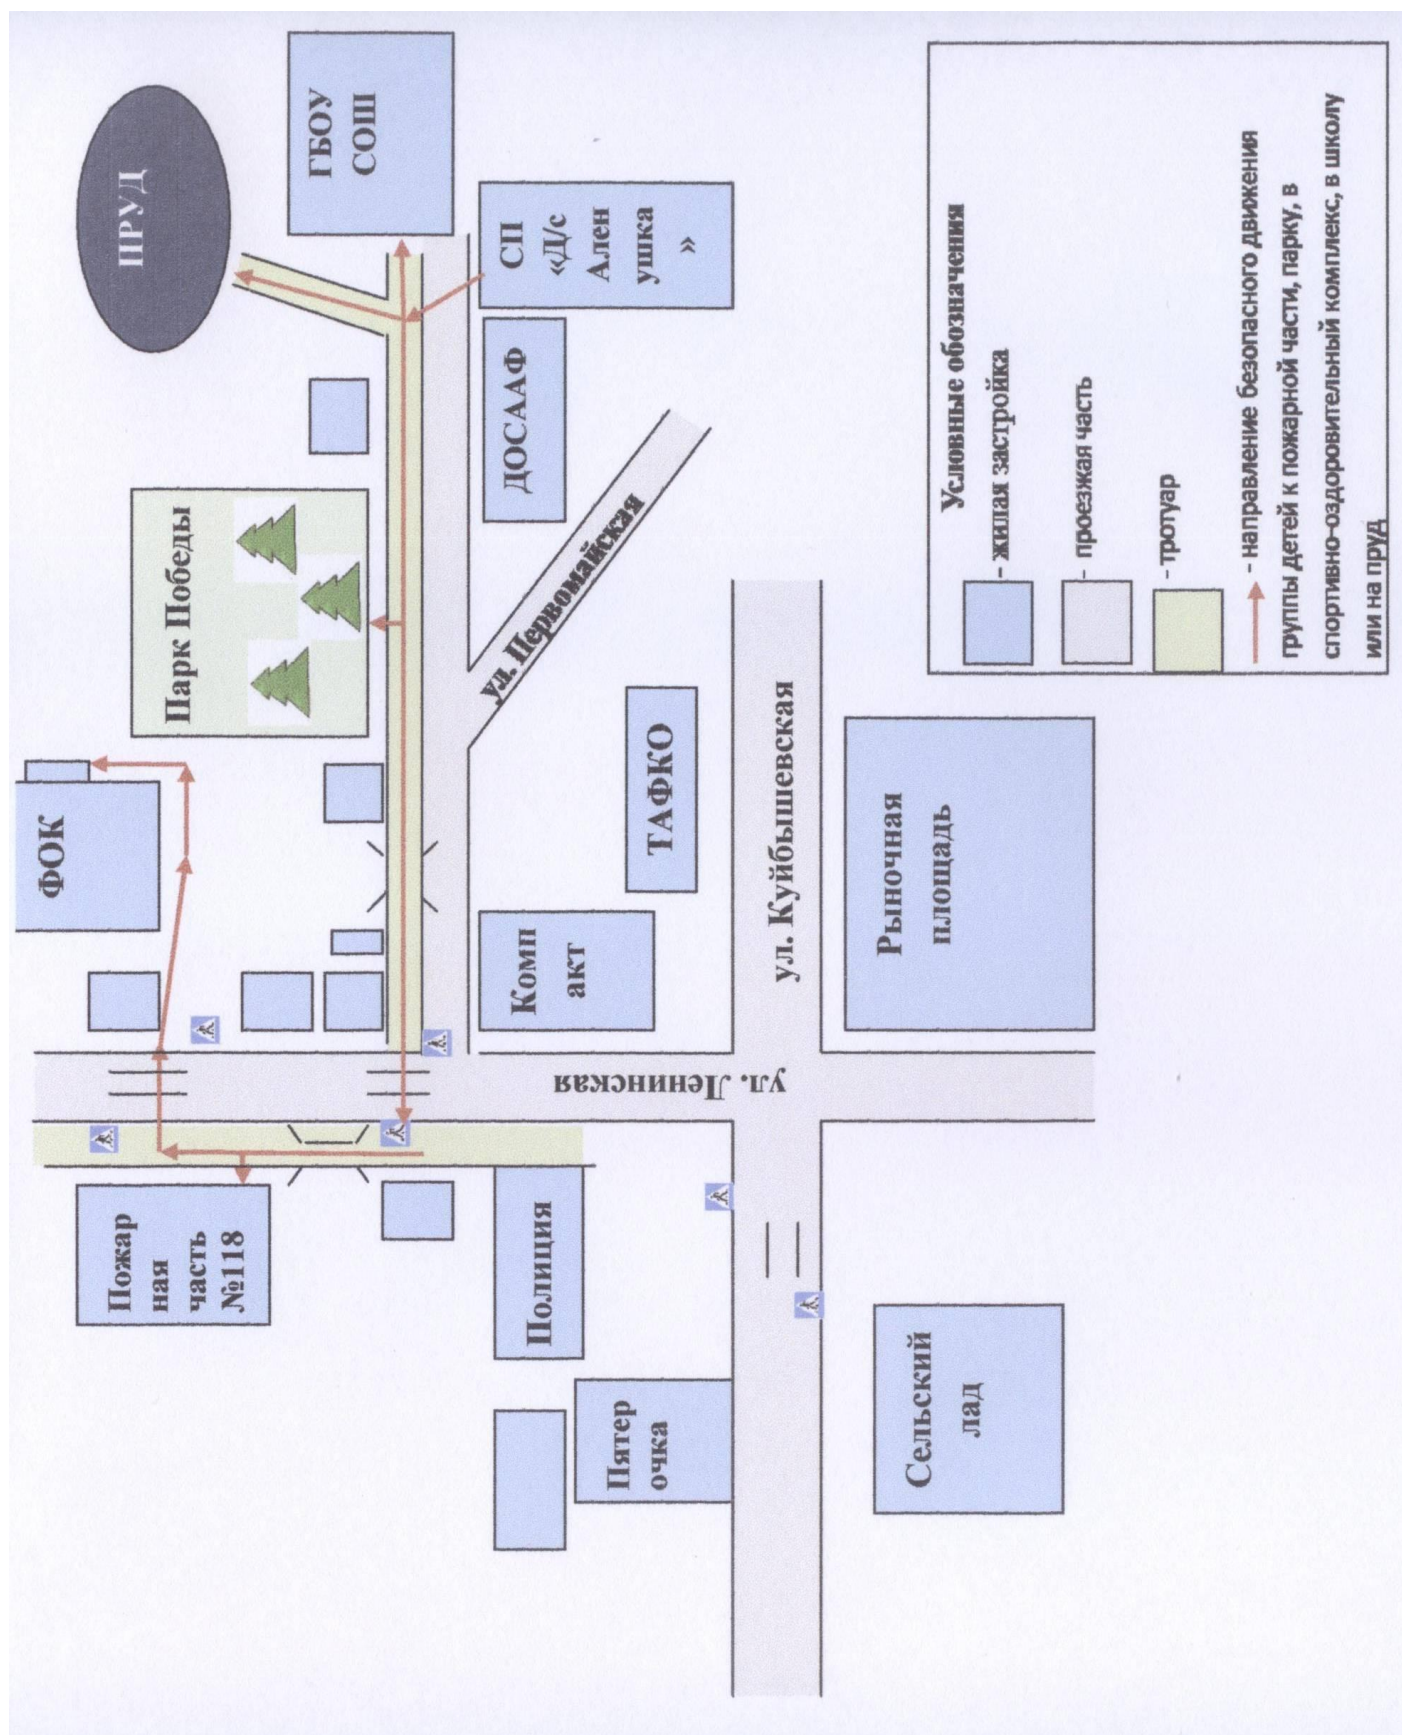 Пожар
ная
часть
№118
ФОК
Парк Победы
ПРУД
ГБОУ
СОШ
Полиция
Пятер
очка
ул. Ленинская
Комп
акт
ТАФКО
ул. Первомайская
ДОСААФ
СП
«Д/с
Ален
ушка
»
ул. Куйбышевская
Сельский
лад
Рыночная
площадь
Условные обозначения
- жилая застройка
- проезжая часть
- тротуар
- направление безопасного движения
группы детей к пожарной части, парку, в
спортивно-оздоровительный комплекс, в школу
или на пруд